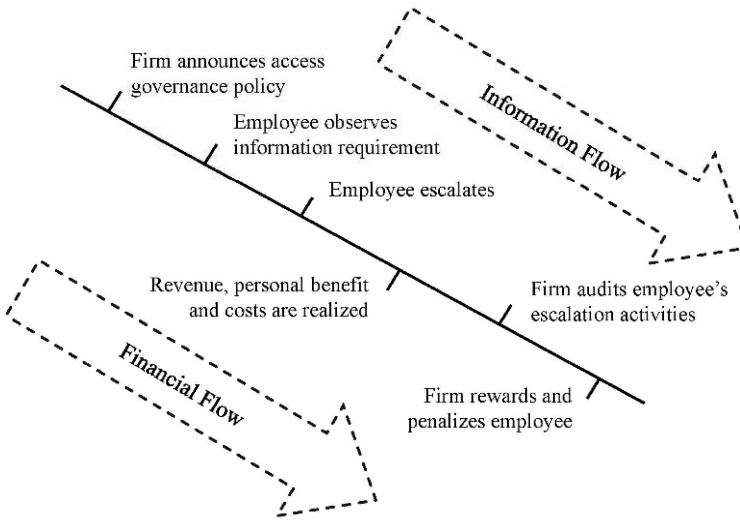 Firm announces access
governance policy
Information Flow
Employee observes
information requirement
Employee escalates
Revenue, personal benefit
and costs are realized
Firm audits employee’s
escalation activities
Financial Flow
Firm rewards and
penalizes employee